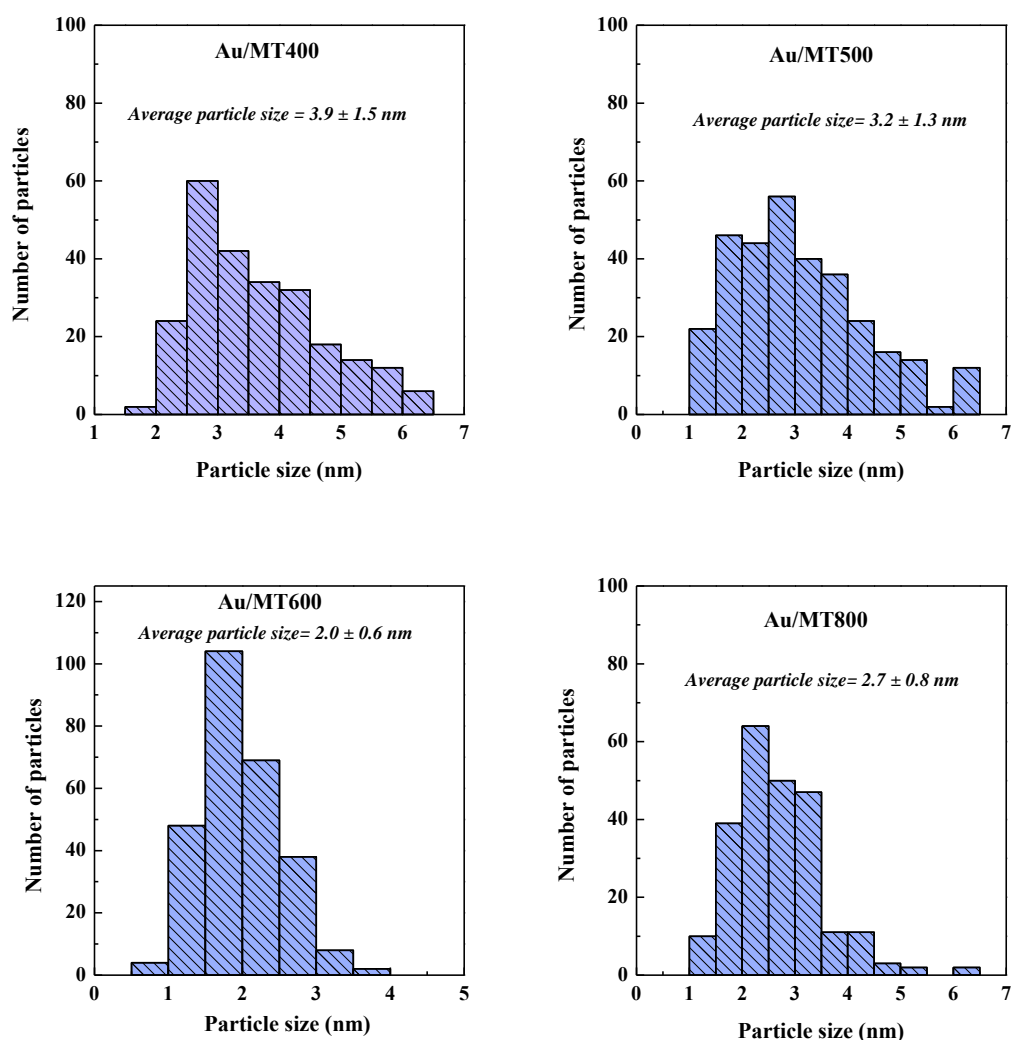 Au/MT400
Average particle size = 3.9 ± 1.5 nm
Number of particles
100
80
60
40
20
0
1 2 3 4 5 6 7
Particle size (nm)
Au/MT500
Average particle size= 3.2 ± 1.3 nm
Number of particles
100
80
60
40
20
0
0 1 2 3 4 5 6 7
Particle size (nm)
Au/MT600
Average particle size= 2.0 ± 0.6 nm
Number of particles
120
100
80
60
40
20
0
0 1 2 3 4 5
Particle size (nm)
Au/MT800
Average particle size= 2.7 ± 0.8 nm
Number of particles
100
80
60
40
20
0
0 1 2 3 4 5 6 7
Particle size (nm)